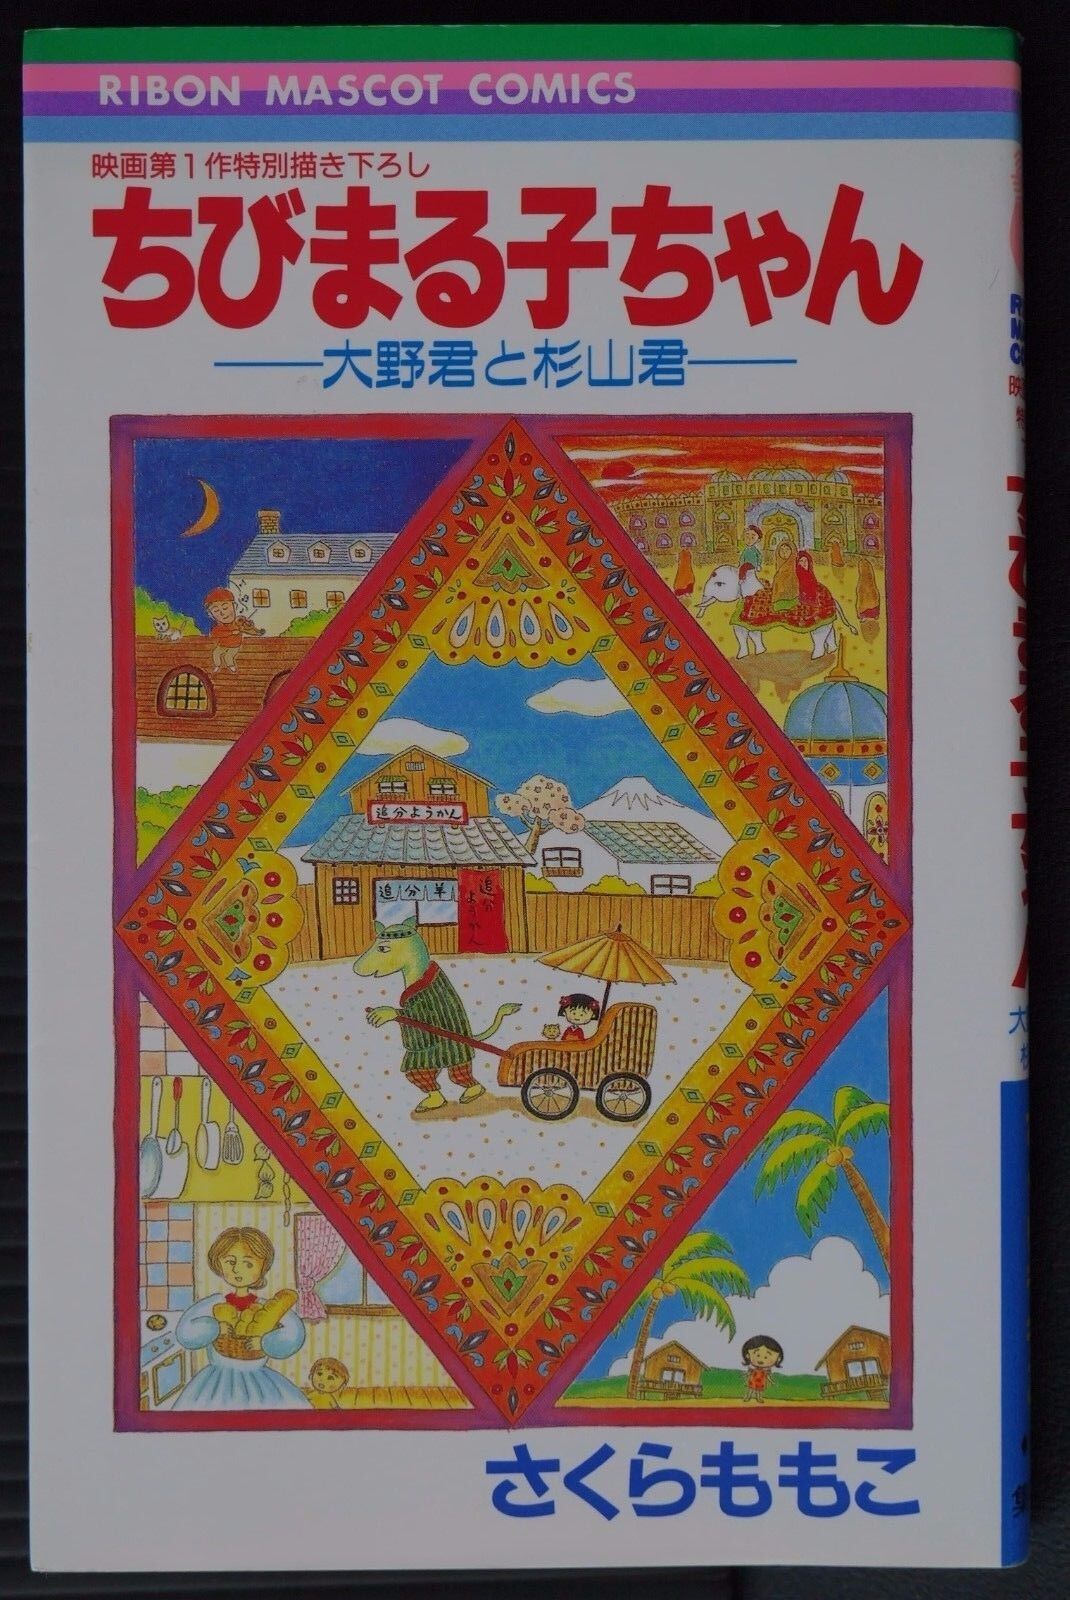 RIBON MASCOT COMICS
映画第1作特別描き下ろし
ちびまる子ちゃん
大野君と杉山君
追分ようかん
追分羊
追分ようかん
さくらももこ